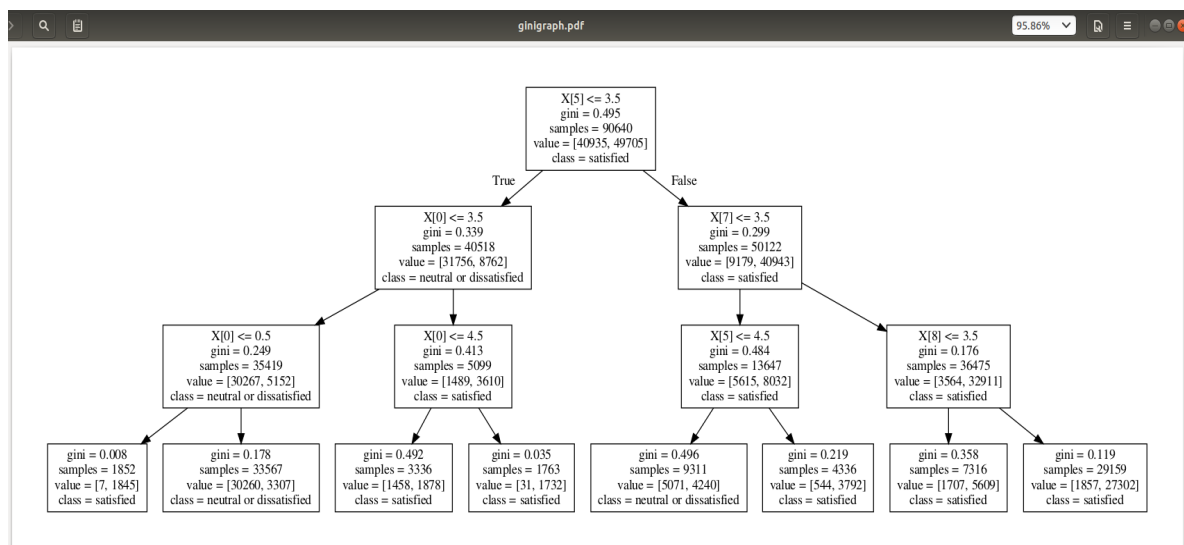 ginigraph.pdf
95.86%
X[5] <= 3.5
gini = 0.495
samples = 90640
value = [40935, 49705]
class = satisfied
True
False
X[0] <= 3.5
gini = 0.339
samples = 40518
value = [31756, 8762]
class = neutral or dissatisfied
X[7] <= 3.5
gini = 0.299
samples = 50122
value = [9179, 40943]
class = satisfied
X[0] <= 0.5
gini = 0.249
samples = 35419
value = [30267, 5152]
class = neutral or dissatisfied
X[0] <= 4.5
gini = 0.413
samples = 5099
value = [1489, 3610]
class = satisfied
X[5] <= 4.5
gini = 0.484
samples = 13647
value = [5615, 8032]
class = satisfied
X[8] <= 3.5
gini = 0.176
samples = 36475
value = [3564, 32911]
class = satisfied
gini = 0.008
samples = 1852
value = [7, 1845]
class = satisfied
gini = 0.178
samples = 33567
value = [30260, 3307]
class = neutral or dissatisfied
gini = 0.492
samples = 3336
value = [1458, 1878]
class = satisfied
gini = 0.035
samples = 1763
value = [31, 1732]
class = satisfied
gini = 0.496
samples = 9311
value = [5071, 4240]
class = neutral or dissatisfied
gini = 0.219
samples = 4336
value = [544, 3792]
class = satisfied
gini = 0.358
samples = 7316
value = [1707, 5609]
class = satisfied
gini = 0.119
samples = 29159
value = [1857, 27302]
class = satisfied